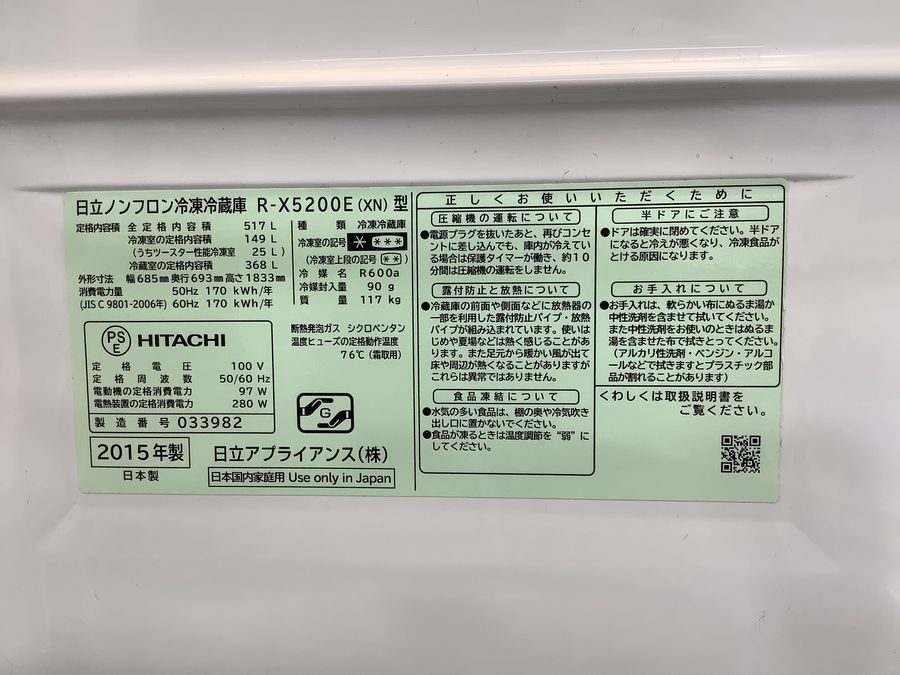 日立ノンフロン冷凍冷蔵庫 R-X5200E (XN) 型
定格内容積 全定格内容積 517 L
冷凍室の定格内容積 149 L
(うちツースター性能冷凍室 25 L)
冷蔵室の定格内容積 368 L
外形寸法 幅685㎜奥行693㎜高さ1833㎜
消費電力量 50Hz 170 kWh/年
(JIS C 9801-2006年) 60Hz 170 kWh/年
種類 冷凍冷蔵庫
冷凍室の記号 * ***
(冷凍室上段の記号 **)
冷媒名 R600a
冷媒封入量 90 g
質量 117 kg
PS
E
HITACHI
定格電圧 100 V
定格周波数 50/60 Hz
電動機の定格消費電力 97 W
電熱装置の定格消費電力 280 W
製造番号 033982
断熱発泡ガス シクロペンタン
温度ヒューズの定格動作温度
76℃ (霜取用)
G
2015年製
日本製
日立アプライアンス(株)
日本国内家庭用 Use only in Japan
正しくお使いいただくために
圧縮機の運転について
●電源プラグを抜いたあと、再びコンセ
ントに差し込んでも、庫内が冷えてい
る場合は保護タイマーが働き、約10
分間は圧縮機の運転をしません。
露付防止と放熱について
●冷蔵庫の前面や側面などに放熱器の
一部を利用した露付防止パイプ・放熱
パイプが組み込まれています。使いは
じめや夏場などは熱く感じることがあ
ります。また足元から暖かい風が出て
床や周辺が熱くなることがありますが
これらは異常ではありません。
食品凍結について
●水気の多い食品は、棚の奥や冷気吹き
出し口に置かないでください。
●食品が凍るときは温度調節を“弱”に
してください。
半ドアにご注意
●ドアは確実に閉めてください。半ドア
になると冷えが悪くなり、冷凍食品が
とける原因になります。
お手入れについて
●お手入れは、軟らかい布にぬるま湯か
中性洗剤を含ませて拭いてください。
また中性洗剤をお使いのときはぬるま
湯を含ませた布で拭きとってください。
(アルカリ性洗剤・ベンジン・アルコ
ールなどで拭きますとプラスチック部
品が割れることがあります)
くわしくは取扱説明書を
ご覧ください。